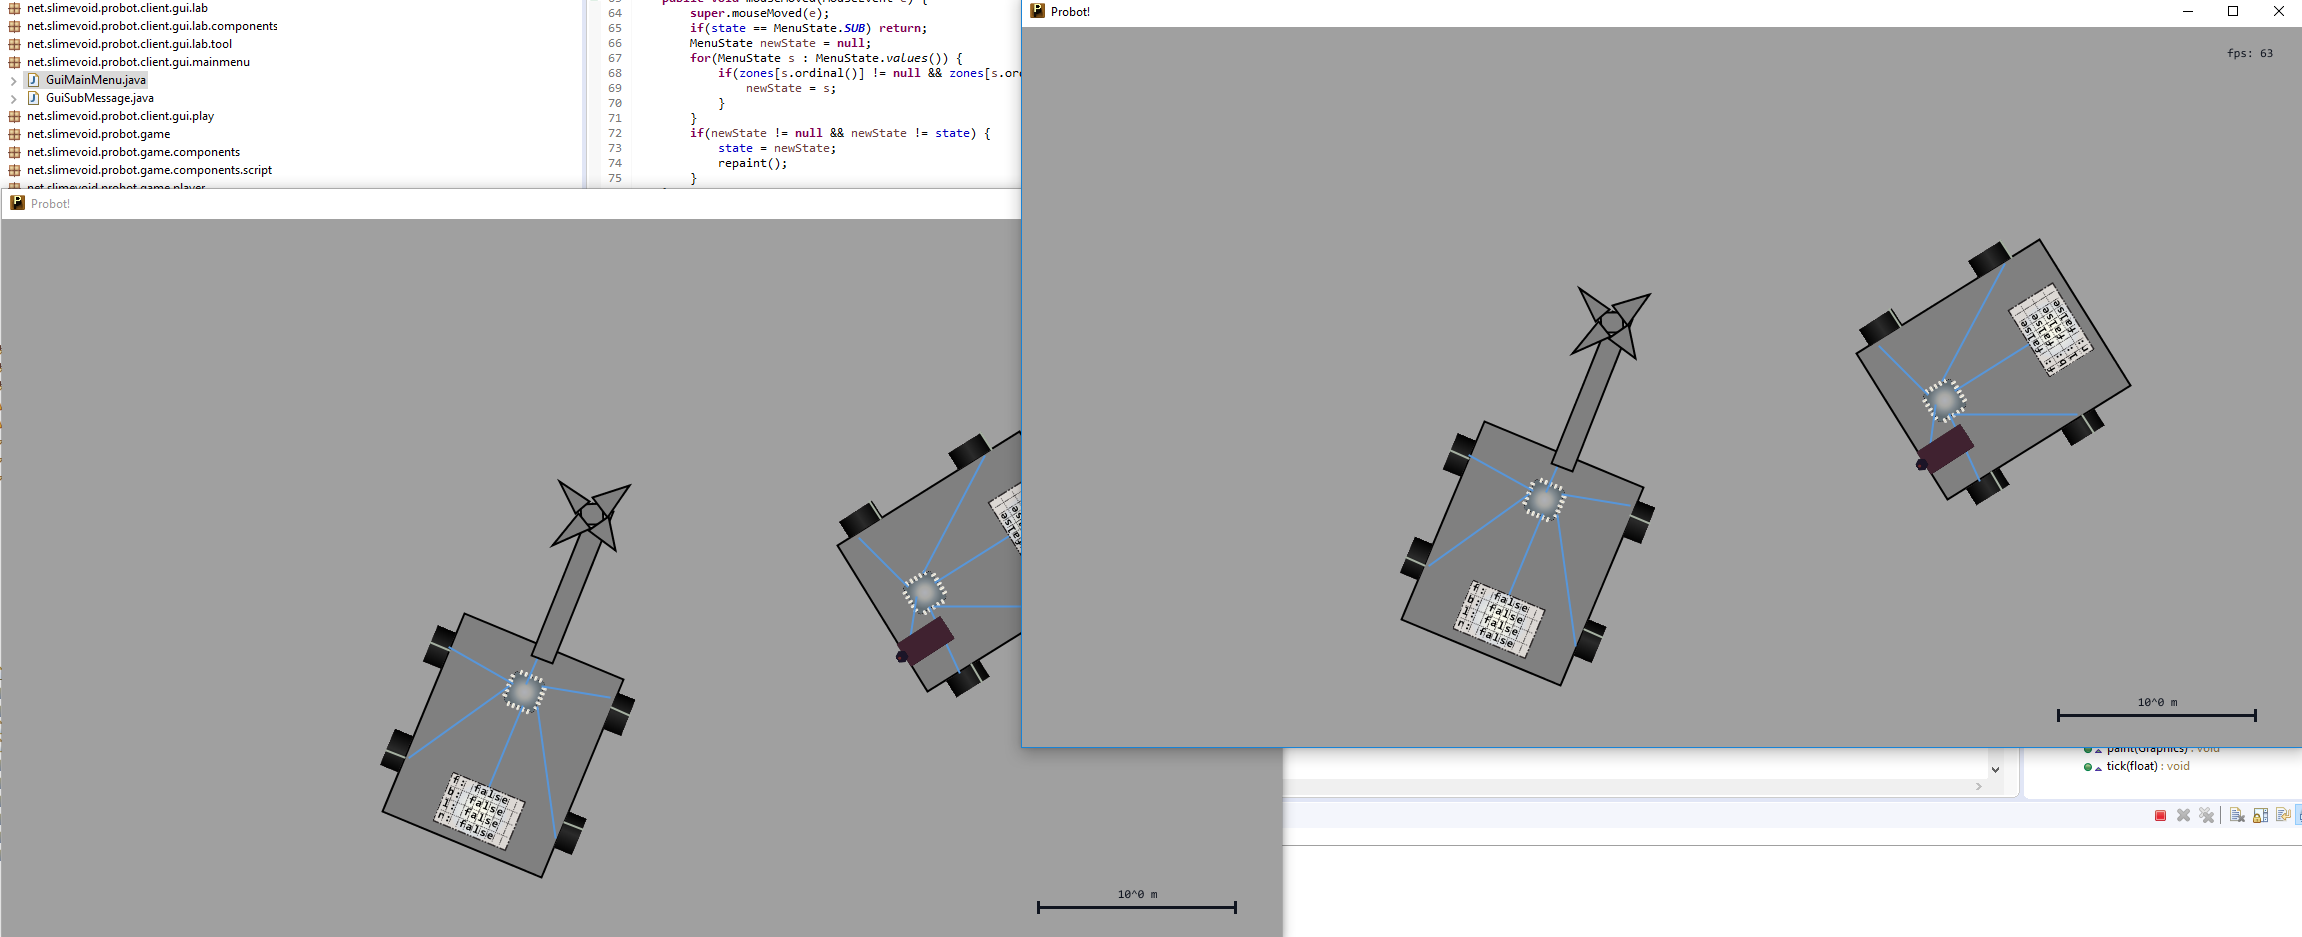 net.slimevoid.probot.client.gui.lab
net.slimevoid.probot.client.gui.lab.components
net.slimevoid.probot.client.gui.lab.tool
net.slimevoid.probot.client.gui.mainmenu
GuiMainMenu.java
GuiSubMessage.java
net.slimevoid.probot.client.gui.play
net.slimevoid.probot.game
net.slimevoid.probot.game.components
net.slimevoid.probot.game.components.script
net.slimevoid.probot.game.player
64 super.mouseMoved(e);
65 if(state == MenuState.SUB) return;
66 MenuState newState = null;
67 for(MenuState s : MenuState.values()) {
68 if(zones[s.ordinal()] != null && zones[s.or
69 newState = s;
70 }
71 }
72 if(newState != null && newState != state) {
73 state = newState;
74 repaint();
75 }
Probot!
fps: 63
f: false
b: false
l: false
r: false
10^0 m
Probot!
f: false
b: false
l: false
r: false
10^0 m
paint(Graphics) : void
tick(float) : void